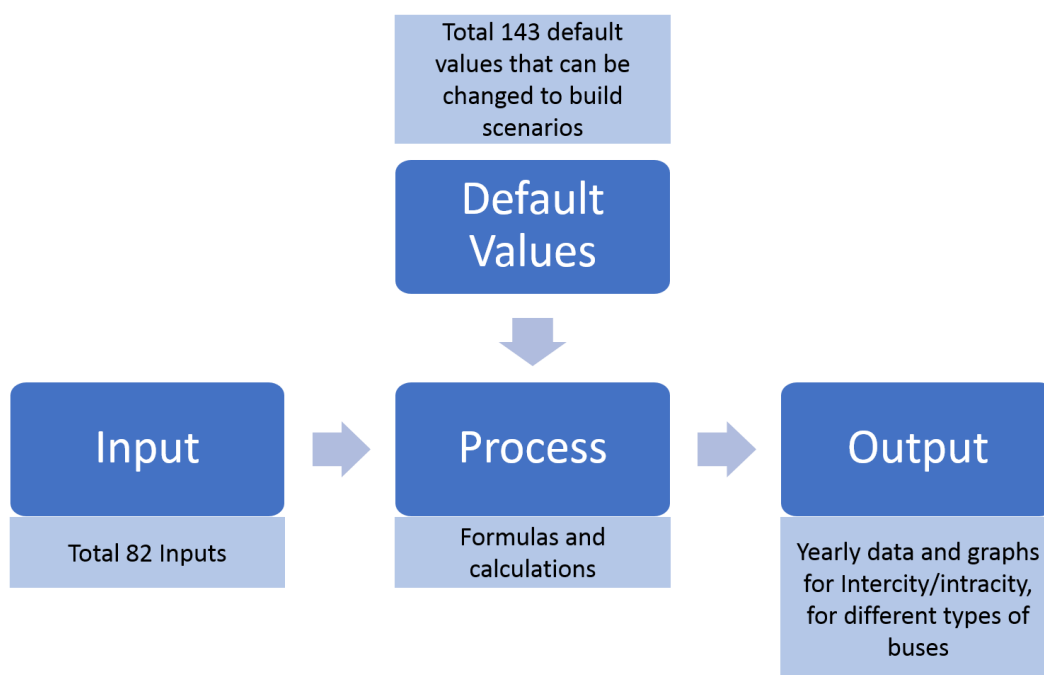 Total 143 default
values that can be
changed to build
scenarios
Default
Values
Input
Total 82 Inputs
Process
Formulas and
calculations
Output
Yearly data and graphs
for Intercity/intracity,
for different types of
buses